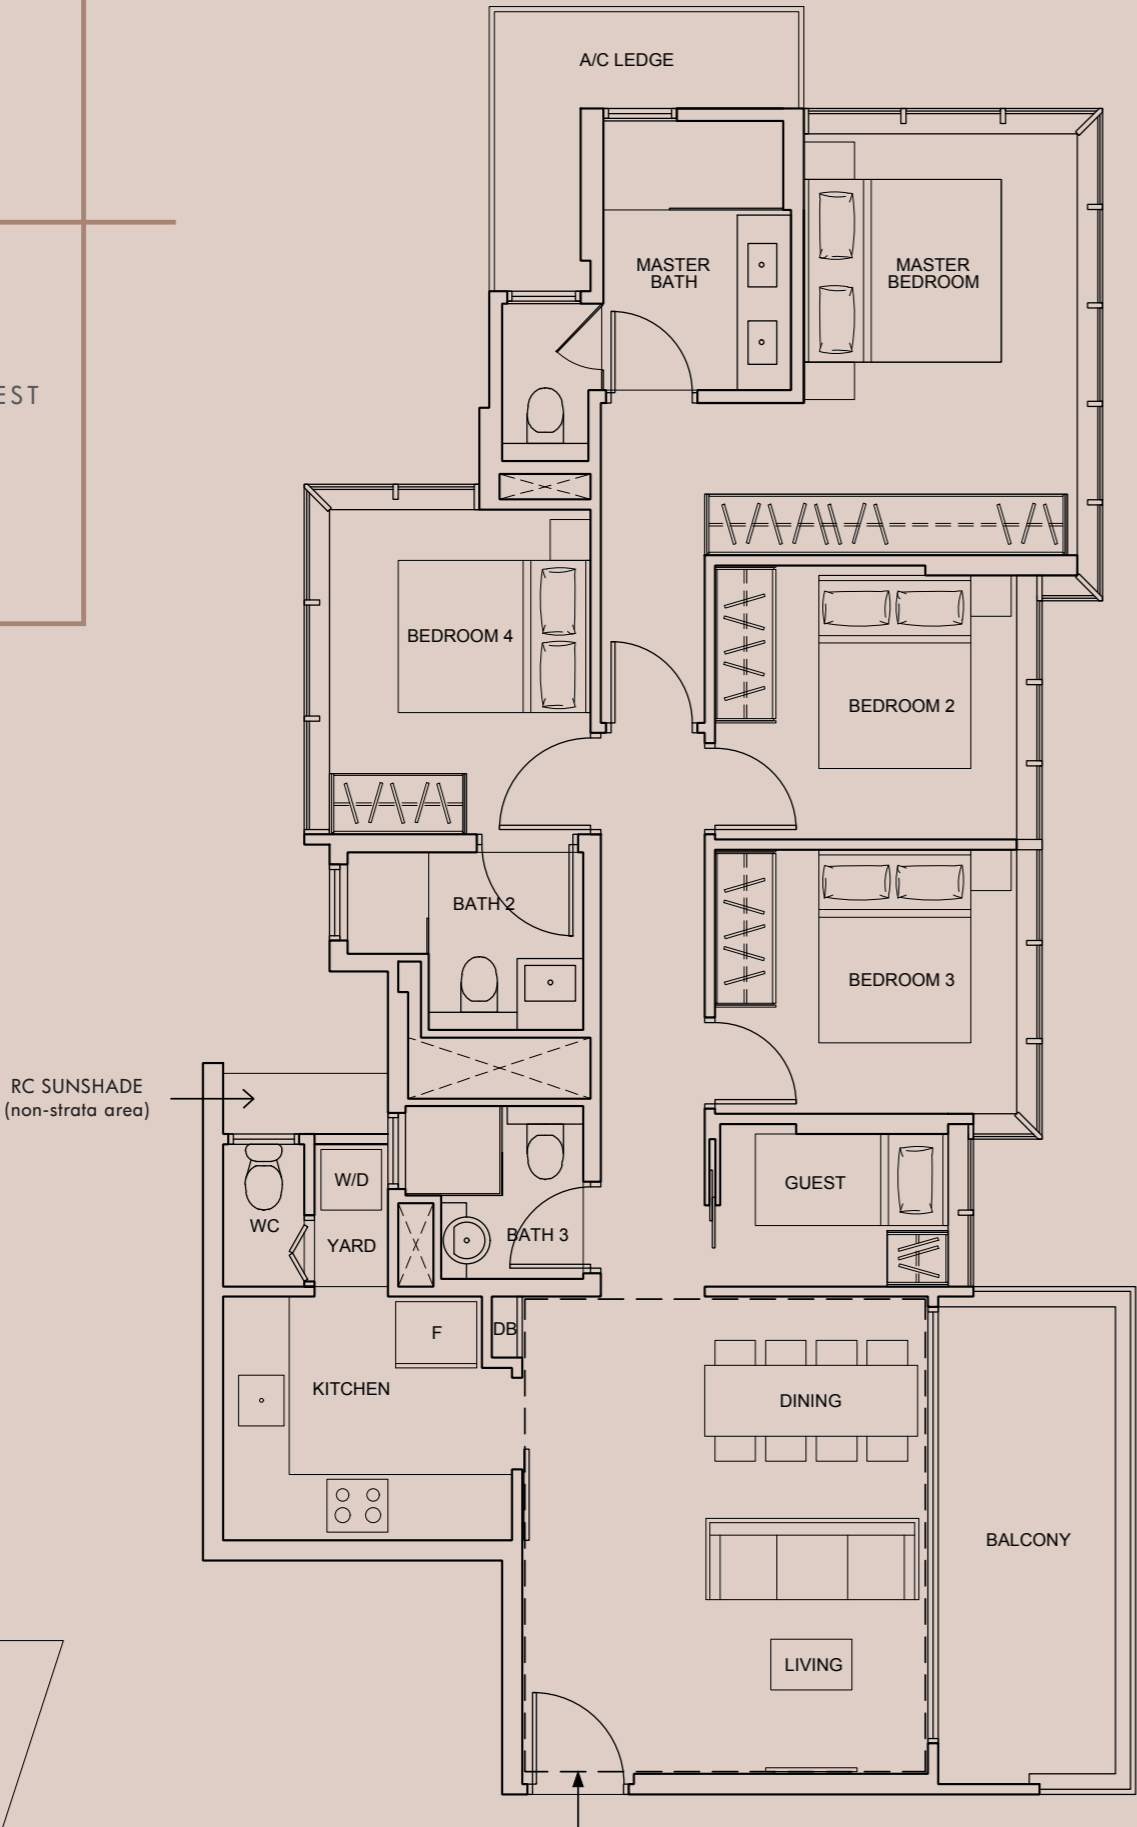 A/C LEDGE
MASTER
BATH
MASTER
BEDROOM
EST
BEDROOM 4
BEDROOM 2
BATH 2
BEDROOM 3
RC SUNSHADE
(non-strata area)
W/D
GUEST
WC
YARD
BATH 3
F
DB
KITCHEN
DINING
BALCONY
LIVING